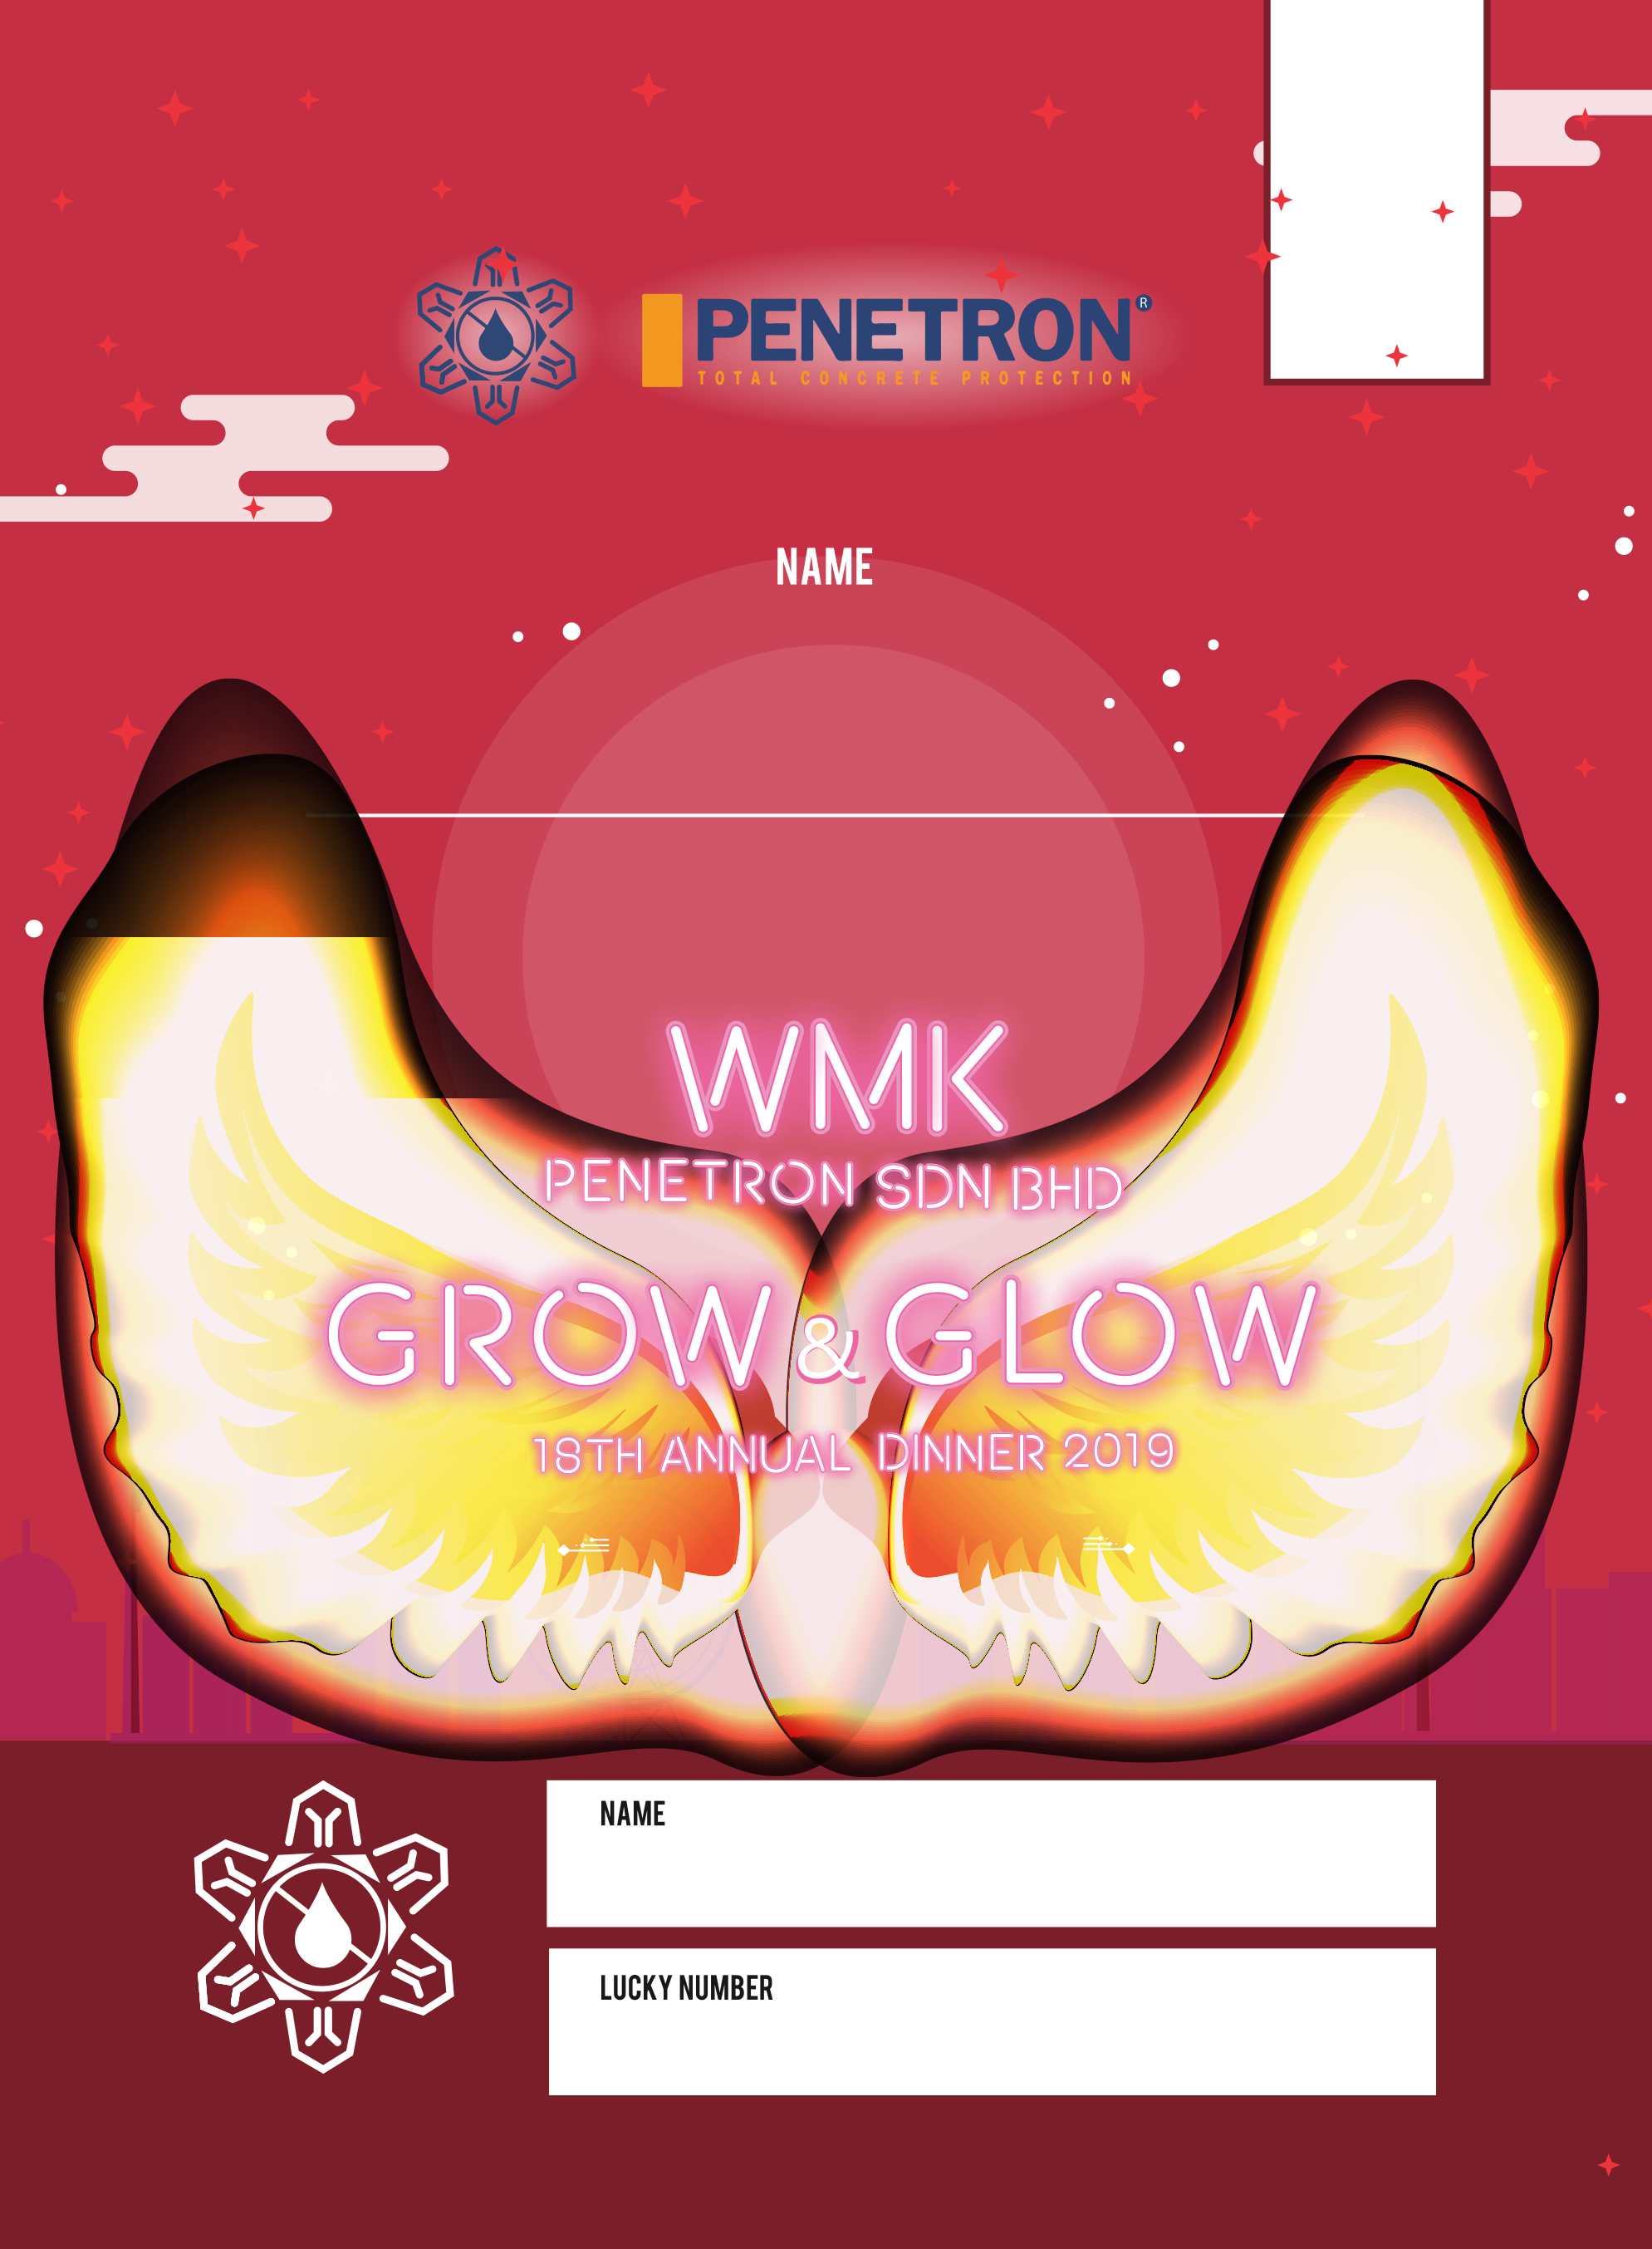 PENETRON®
TOTAL CONCRETE PROTECTION
NAME
WMK
PENETRON SDN BHD
GROW & GLOW
18TH ANNUAL DINNER 2019
NAME
LUCKY NUMBER